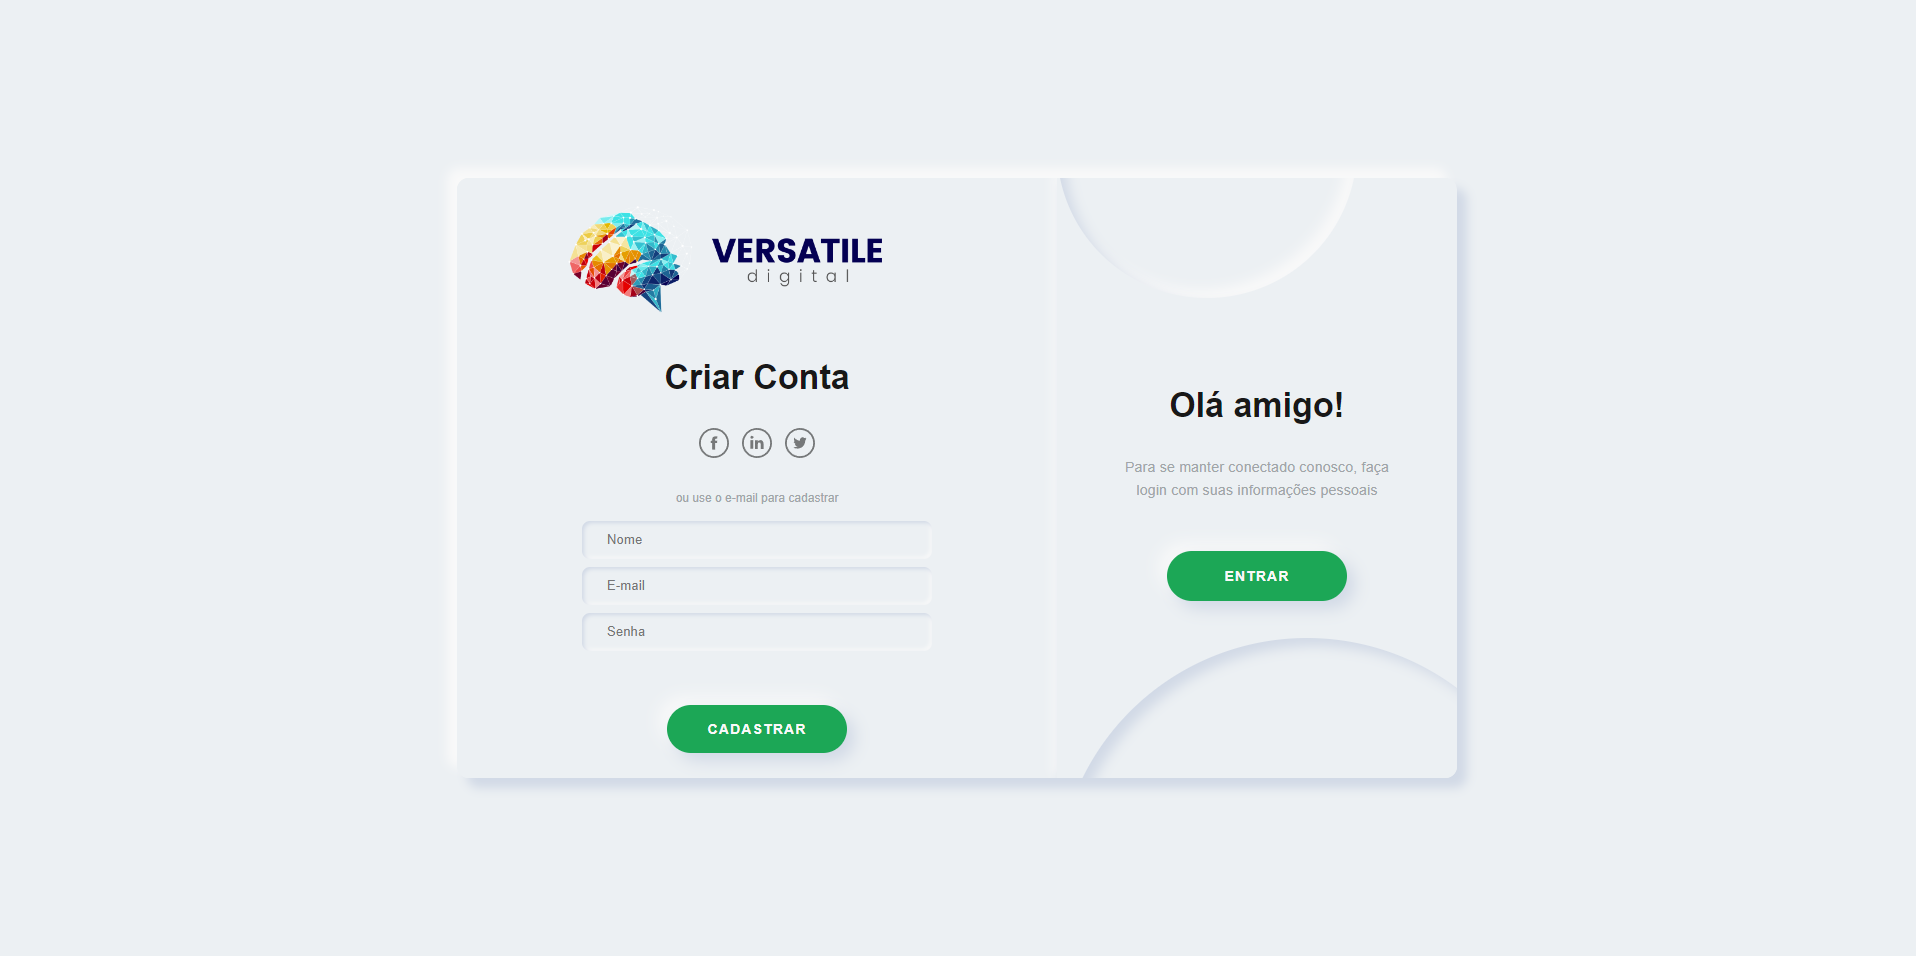 VERSATILE
digital
Criar Conta
ou use o e-mail para cadastrar
Nome
E-mail
Senha
CADASTRAR
Olá amigo!
Para se manter conectado conosco, faça
login com suas informações pessoais
ENTRAR